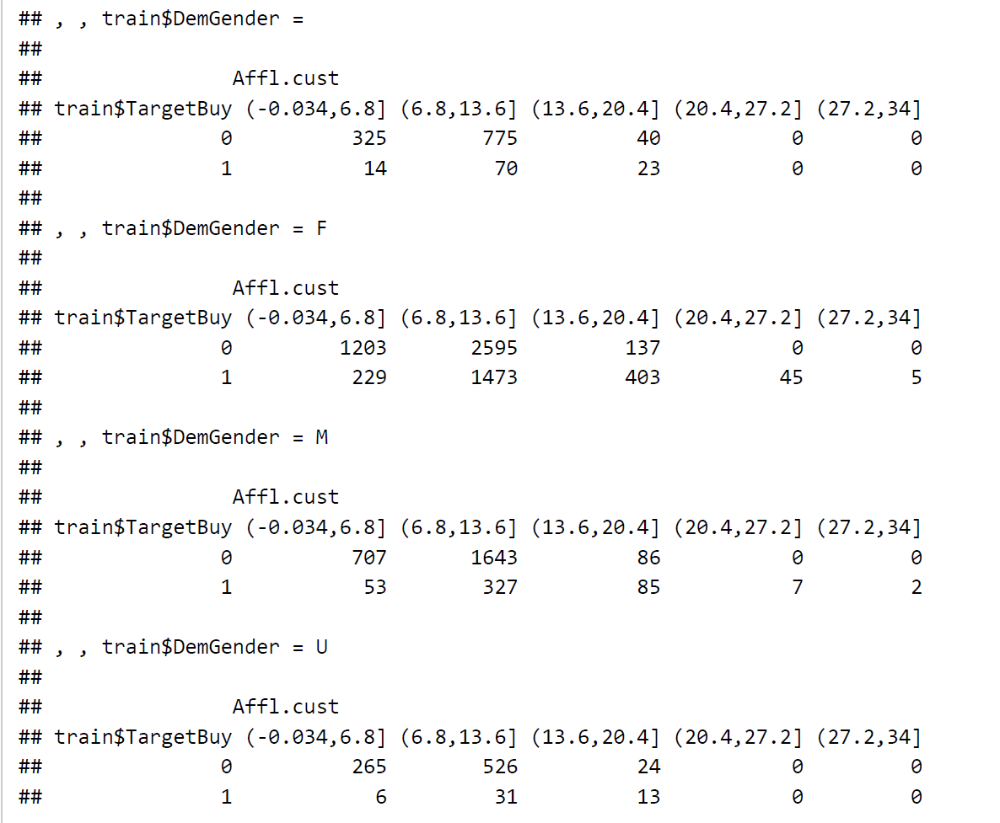 ## , , train$DemGender =
##
##                Affl.cust
## train$TargetBuy (-0.034,6.8] (6.8,13.6] (13.6,20.4] (20.4,27.2] (27.2,34]
##               0          325        775          40           0         0
##               1           14         70          23           0         0
##
## , , train$DemGender = F
##
##                Affl.cust
## train$TargetBuy (-0.034,6.8] (6.8,13.6] (13.6,20.4] (20.4,27.2] (27.2,34]
##               0         1203       2595         137           0         0
##               1          229       1473         403          45         5
##
## , , train$DemGender = M
##
##                Affl.cust
## train$TargetBuy (-0.034,6.8] (6.8,13.6] (13.6,20.4] (20.4,27.2] (27.2,34]
##               0          707       1643          86           0         0
##               1           53        327          85           7         2
##
## , , train$DemGender = U
##
##                Affl.cust
## train$TargetBuy (-0.034,6.8] (6.8,13.6] (13.6,20.4] (20.4,27.2] (27.2,34]
##               0          265        526          24           0         0
##               1            6         31          13           0         0